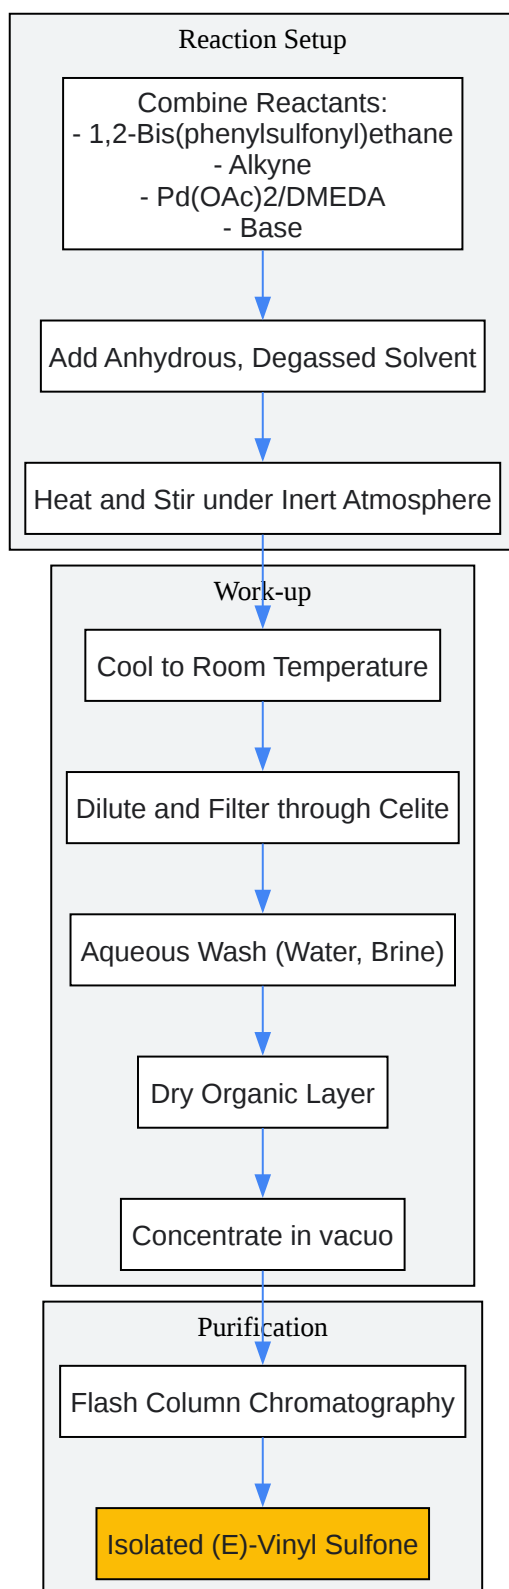 Reaction Setup
Combine Reactants:
- 1,2-Bis(phenylsulfonyl)ethane
- Alkyne
- Pd(OAc)2/DMEDA
- Base
Add Anhydrous, Degassed Solvent
Heat and Stir under Inert Atmosphere
Work-up
Cool to Room Temperature
Dilute and Filter through Celite
Aqueous Wash (Water, Brine)
Dry Organic Layer
Concentrate in vacuo
Purification
Flash Column Chromatography
Isolated (E)-Vinyl Sulfone